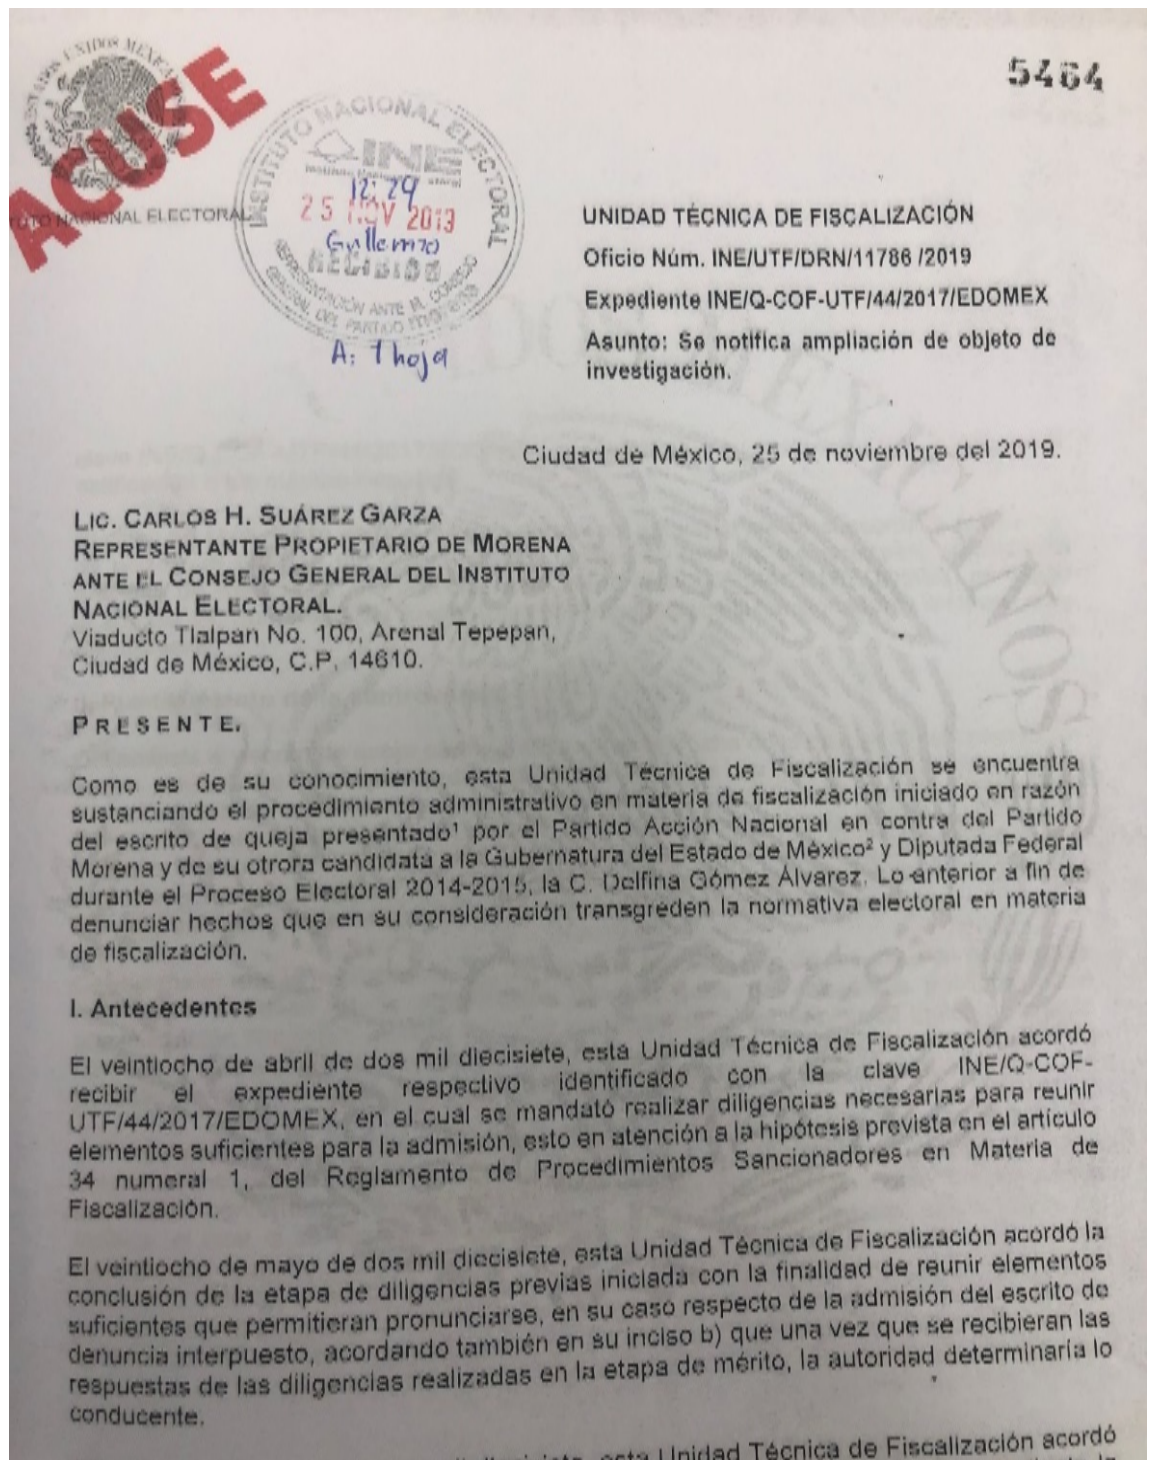 5464
ESTADOS UNIDOS MEXICANOS
ACUSE
INSTITUTO NACIONAL ELECTORAL
INSTITUTO NACIONAL ELECTORAL
INE
12:29
25 NOV 2019
Guillermo
RECIBIDO
REPRESENTACIÓN ANTE EL CONSEJO
GENERAL DEL PARTIDO
A: 1 hoja
UNIDAD TÉCNICA DE FISCALIZACIÓN
Oficio Núm. INE/UTF/DRN/11786 /2019
Expediente INE/Q-COF-UTF/44/2017/EDOMEX
Asunto: Se notifica ampliación de objeto de
investigación.
Ciudad de México, 25 de noviembre del 2019.
LIC. CARLOS H. SUÁREZ GARZA
REPRESENTANTE PROPIETARIO DE MORENA
ANTE EL CONSEJO GENERAL DEL INSTITUTO
NACIONAL ELECTORAL.
Viaducto Tlalpan No. 100, Arenal Tepepan,
Ciudad de México, C.P. 14610.
PRESENTE.
Como es de su conocimiento, esta Unidad Técnica de Fiscalización se encuentra
sustanciando el procedimiento administrativo en materia de fiscalización iniciado en razón
del escrito de queja presentado¹ por el Partido Acción Nacional en contra del Partido
Morena y de su otrora candidata a la Gubernatura del Estado de México² y Diputada Federal
durante el Proceso Electoral 2014-2015, la C. Delfina Gómez Álvarez. Lo anterior a fin de
denunciar hechos que en su consideración transgreden la normativa electoral en materia
de fiscalización.
I. Antecedentes
El veintiocho de abril de dos mil diecisiete, esta Unidad Técnica de Fiscalización acordó
recibir el expediente respectivo identificado con la clave INE/Q-COF-
UTF/44/2017/EDOMEX, en el cual se mandató realizar diligencias necesarias para reunir
elementos suficientes para la admisión, esto en atención a la hipótesis prevista en el artículo
34 numeral 1, del Reglamento de Procedimientos Sancionadores en Materia de
Fiscalización.
El veintiocho de mayo de dos mil diecisiete, esta Unidad Técnica de Fiscalización acordó la
conclusión de la etapa de diligencias previas iniciada con la finalidad de reunir elementos
suficientes que permitieran pronunciarse, en su caso respecto de la admisión del escrito de
denuncia interpuesto, acordando también en su inciso b) que una vez que se recibieran las
respuestas de las diligencias realizadas en la etapa de mérito, la autoridad determinaría lo
conducente.
esta Unidad Técnica de Fiscalización acordó